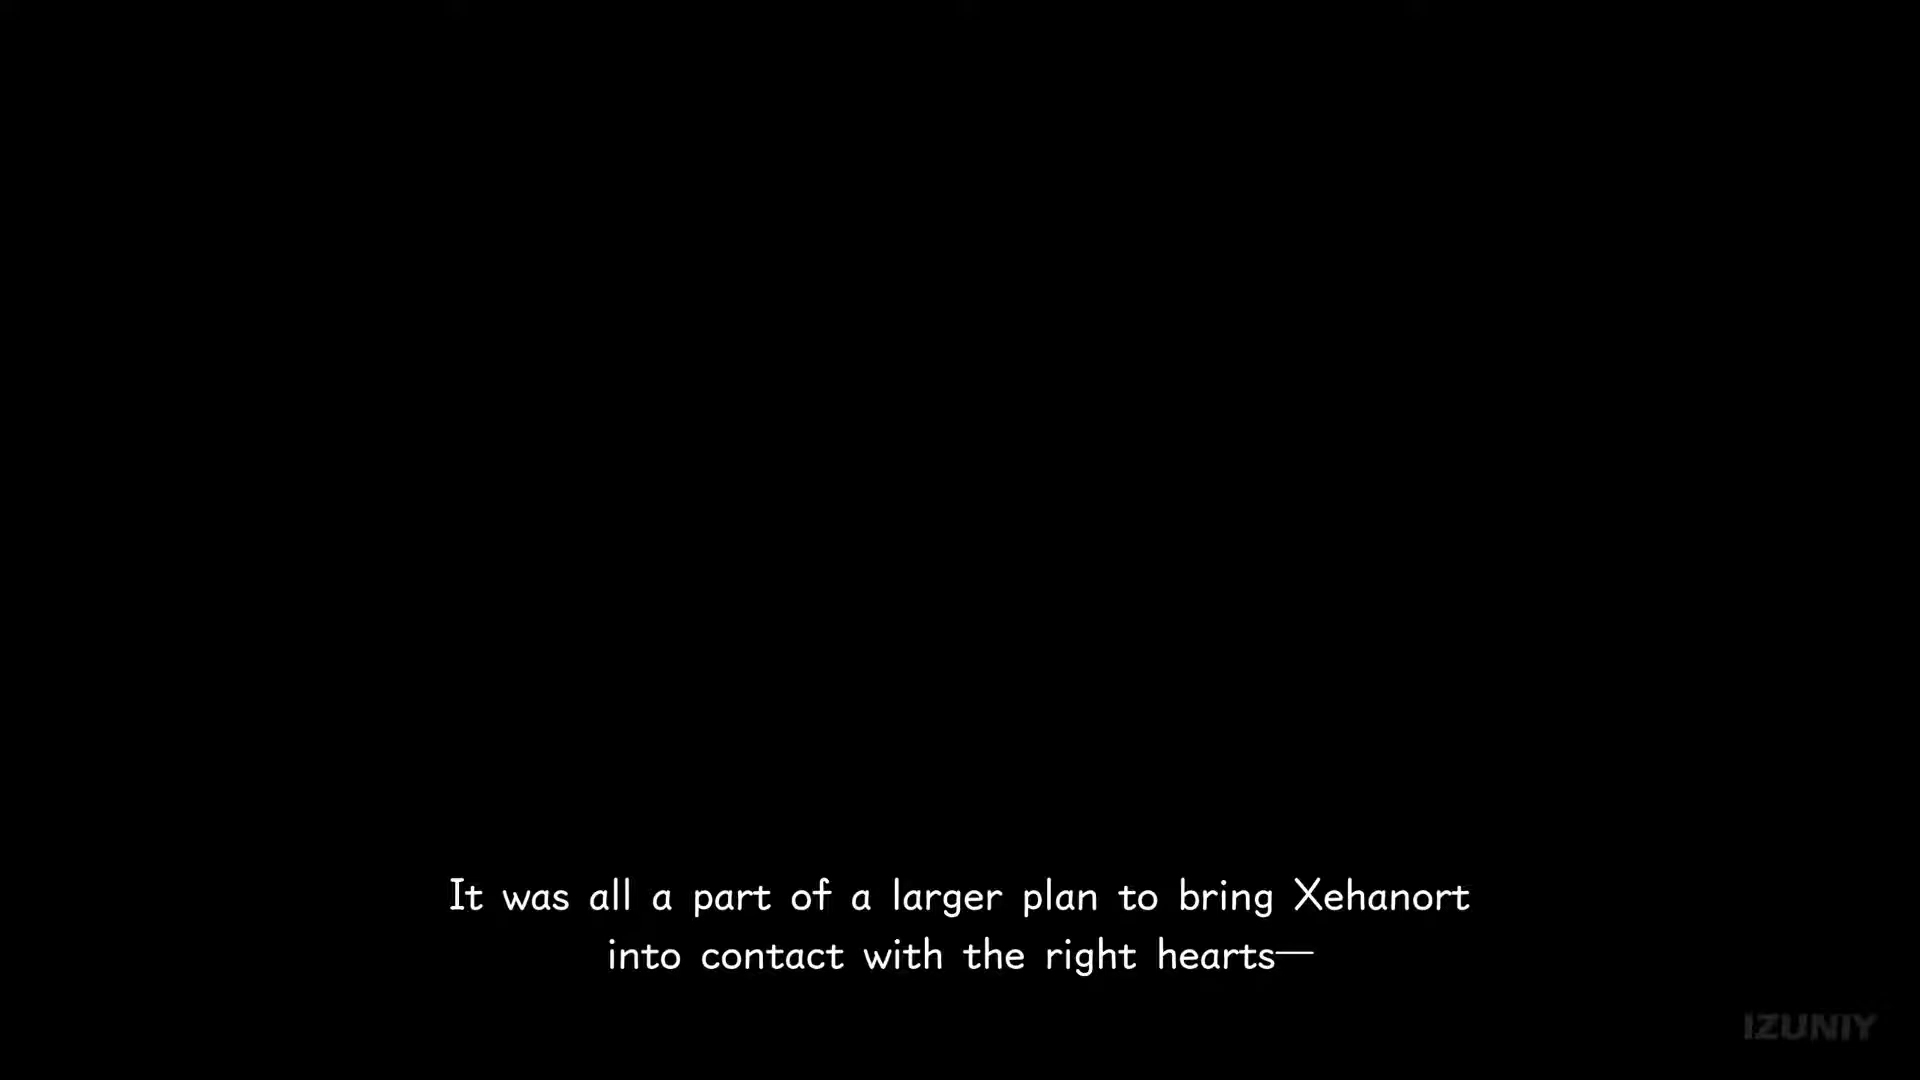 It was all a part of a larger plan to bring Xehanort
into contact with the right hearts—
IZUNIY